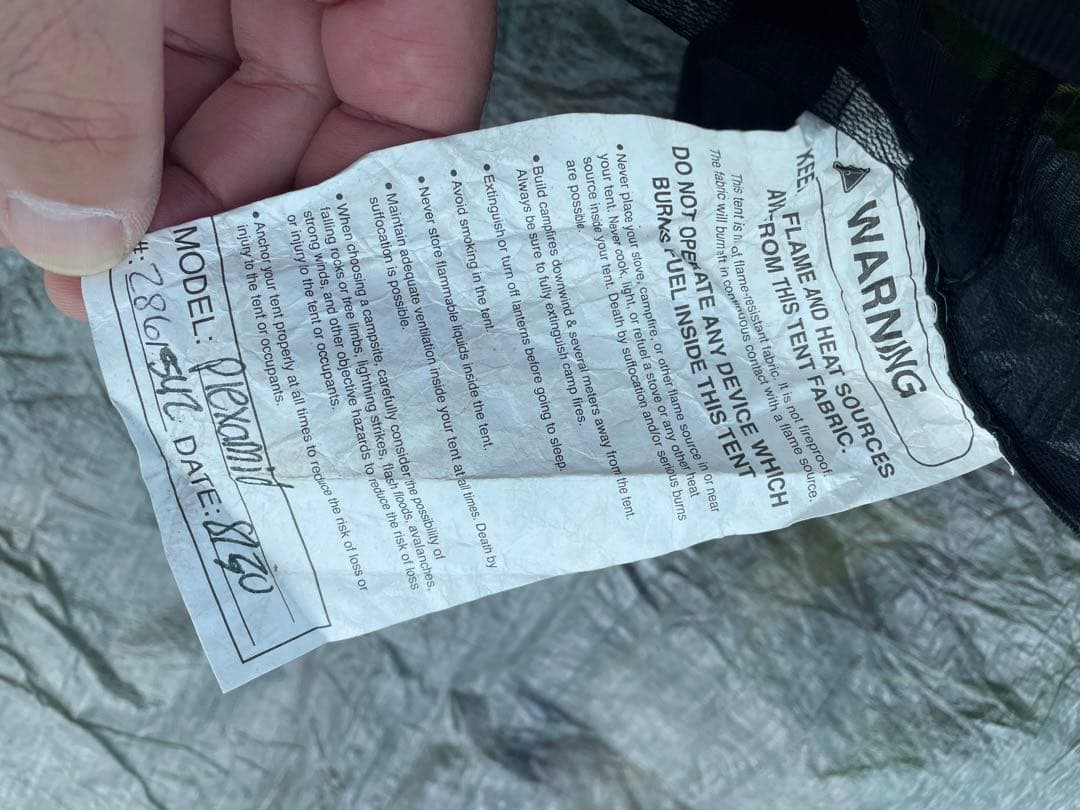 WARNING
KEE FLAME AND HEAT SOURCES
ROM THIS TENT FABRIC.
This tent is of flame-resistant fabric, it is not fireproof.
The fabric will burn in continuous contact with a flame source.
DO NOT OPERATE ANY DEVICE WHICH
BURNS FUEL INSIDE THIS TENT
• Never place your stove, campfire, or other flame source in or near
your tent. Never cook, light, or refuel a stove or any other heat
source inside your tent. Death by suffocation and/or serious burns
are possible.
• Build campfires downwind & several meters away from the tent.
Always be sure to fully extinguish camp fires.
• Extinguish or turn off lanterns before going to sleep.
• Avoid smoking in the tent.
• Never store flammable liquids inside the tent.
• Maintain adequate ventilation inside your tent at all times. Death by
suffocation is possible.
• When choosing a campsite, carefully consider the possibility of
falling rocks or tree limbs, lightning strikes, flash floods, avalanches,
strong winds, and other objective hazards to reduce the risk of loss
or injury to the tent or occupants.
• Anchor your tent properly at all times to reduce the risk of loss or
injury to the tent or occupants.
MODEL: Plexamid
#: DATE: 8/20